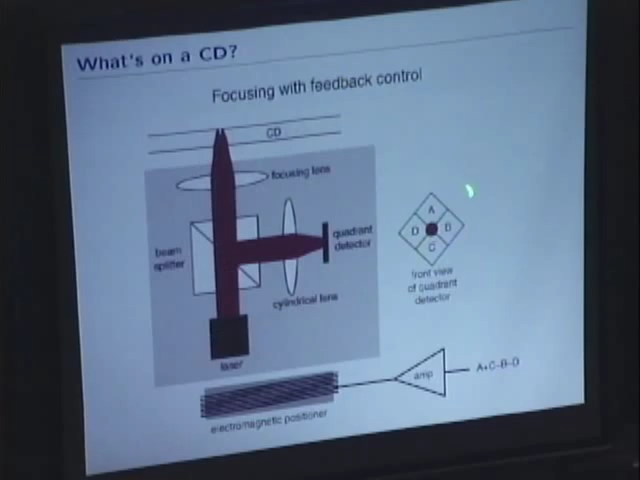 What's on a CD?
Focusing with feedback control
CD
focusing lens
beam
splitter
quadrant
detector
cylindrical lens
laser
A
D
B
C
front view
of quadrant
detector
amp
A+C-B-D
electromagnetic positioner